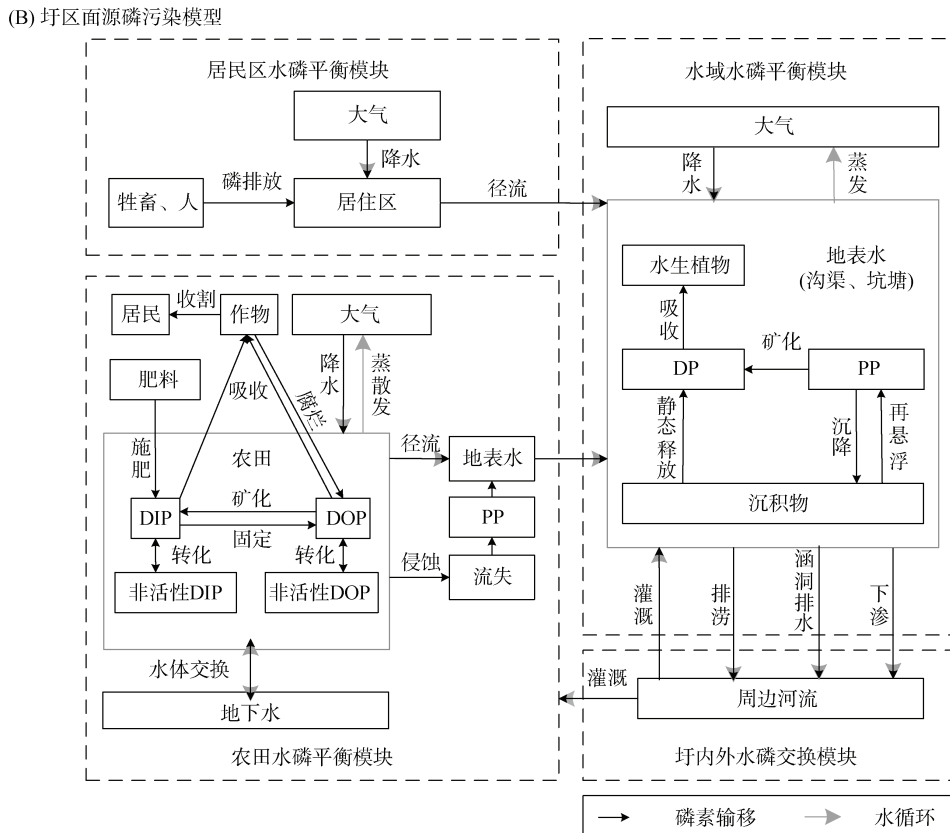 (B) 圩区面源磷污染模型
居民区水磷平衡模块
大气
降水
磷排放
牲畜、人
居住区
径流
水域水磷平衡模块
大气
降水
蒸发
地表水
(沟渠、坑塘)
水生植物
吸收
矿化
DP
PP
静态释放
沉降
再悬浮
沉积物
收割
居民
作物
大气
肥料
吸收
腐烂
降水
蒸散发
施肥
农田
径流
地表水
矿化
DIP
DOP
固定
PP
转化
转化
侵蚀
流失
非活性DIP
非活性DOP
水体交换
地下水
农田水磷平衡模块
灌溉
排涝
涵洞排水
下渗
灌溉
周边河流
圩内外水磷交换模块
磷素输移
水循环